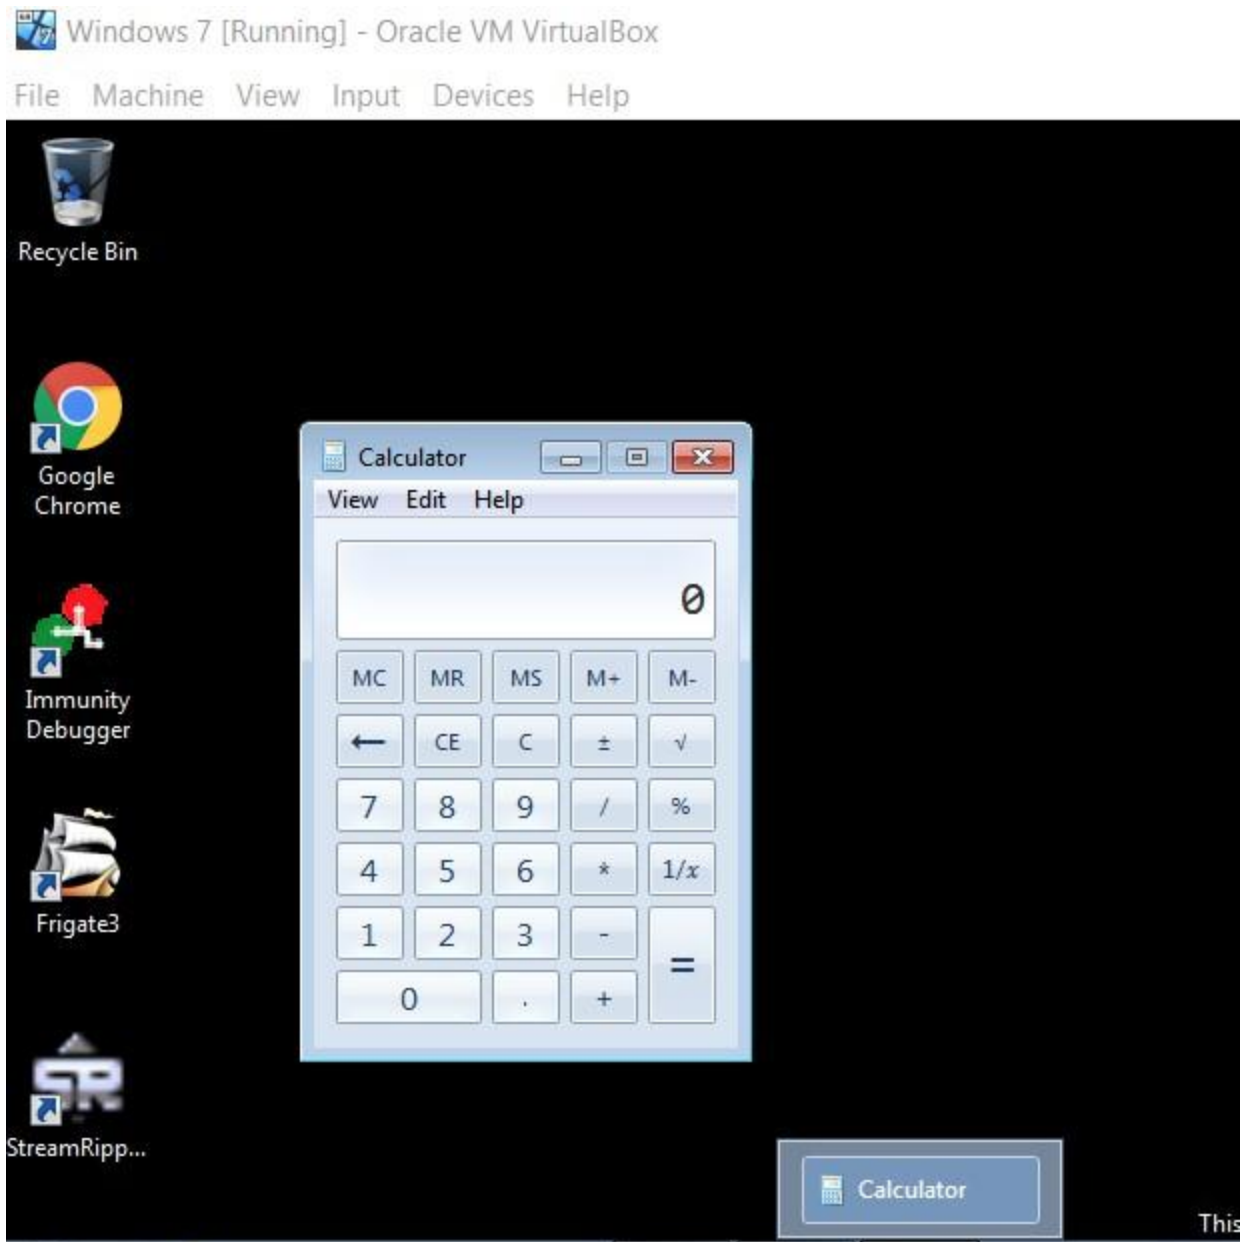 Windows 7 [Running] - Oracle VM VirtualBox
File Machine View Input Devices Help
Recycle Bin
Google
Chrome
Immunity
Debugger
Frigate3
StreamRipp...
Calculator
View Edit Help
0
MC MR MS M+ M-
← CE C ± √
7 8 9 / %
4 5 6 * 1/x
1 2 3 - =
0 . +
Calculator
This